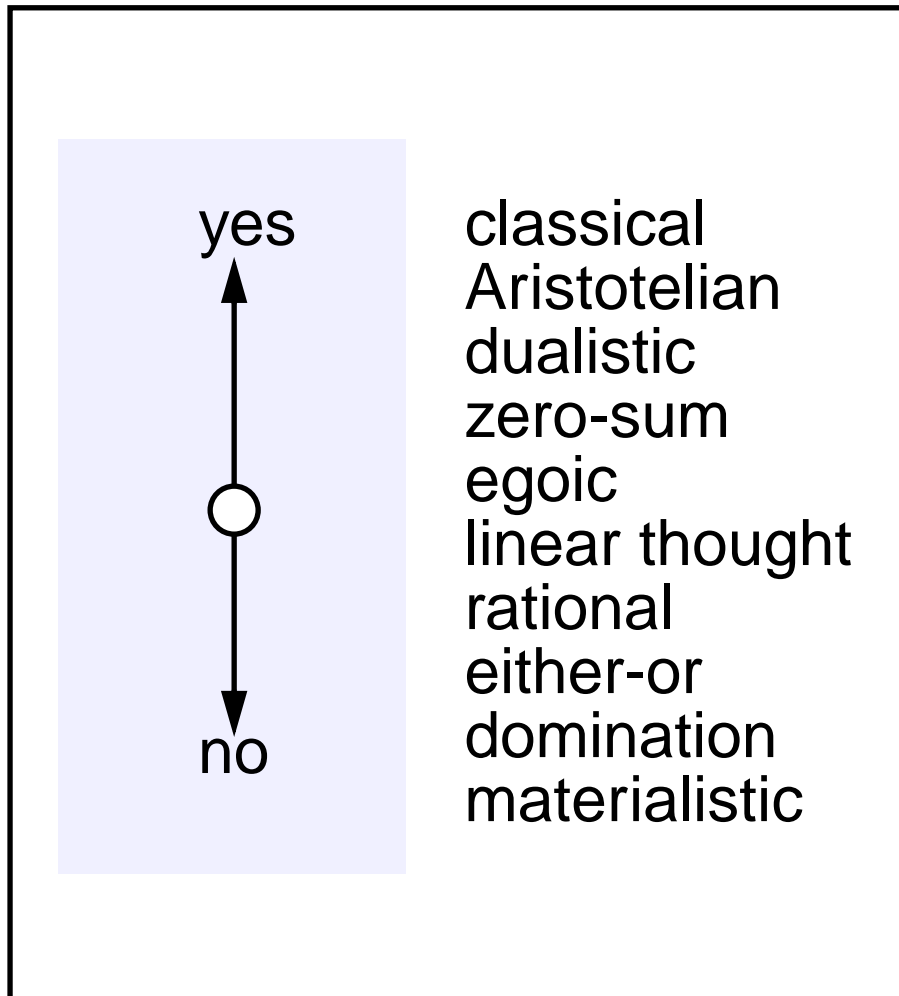 yes
no
classical
Aristotelian
dualistic
zero-sum
egoic
linear thought
rational
either-or
domination
materialistic